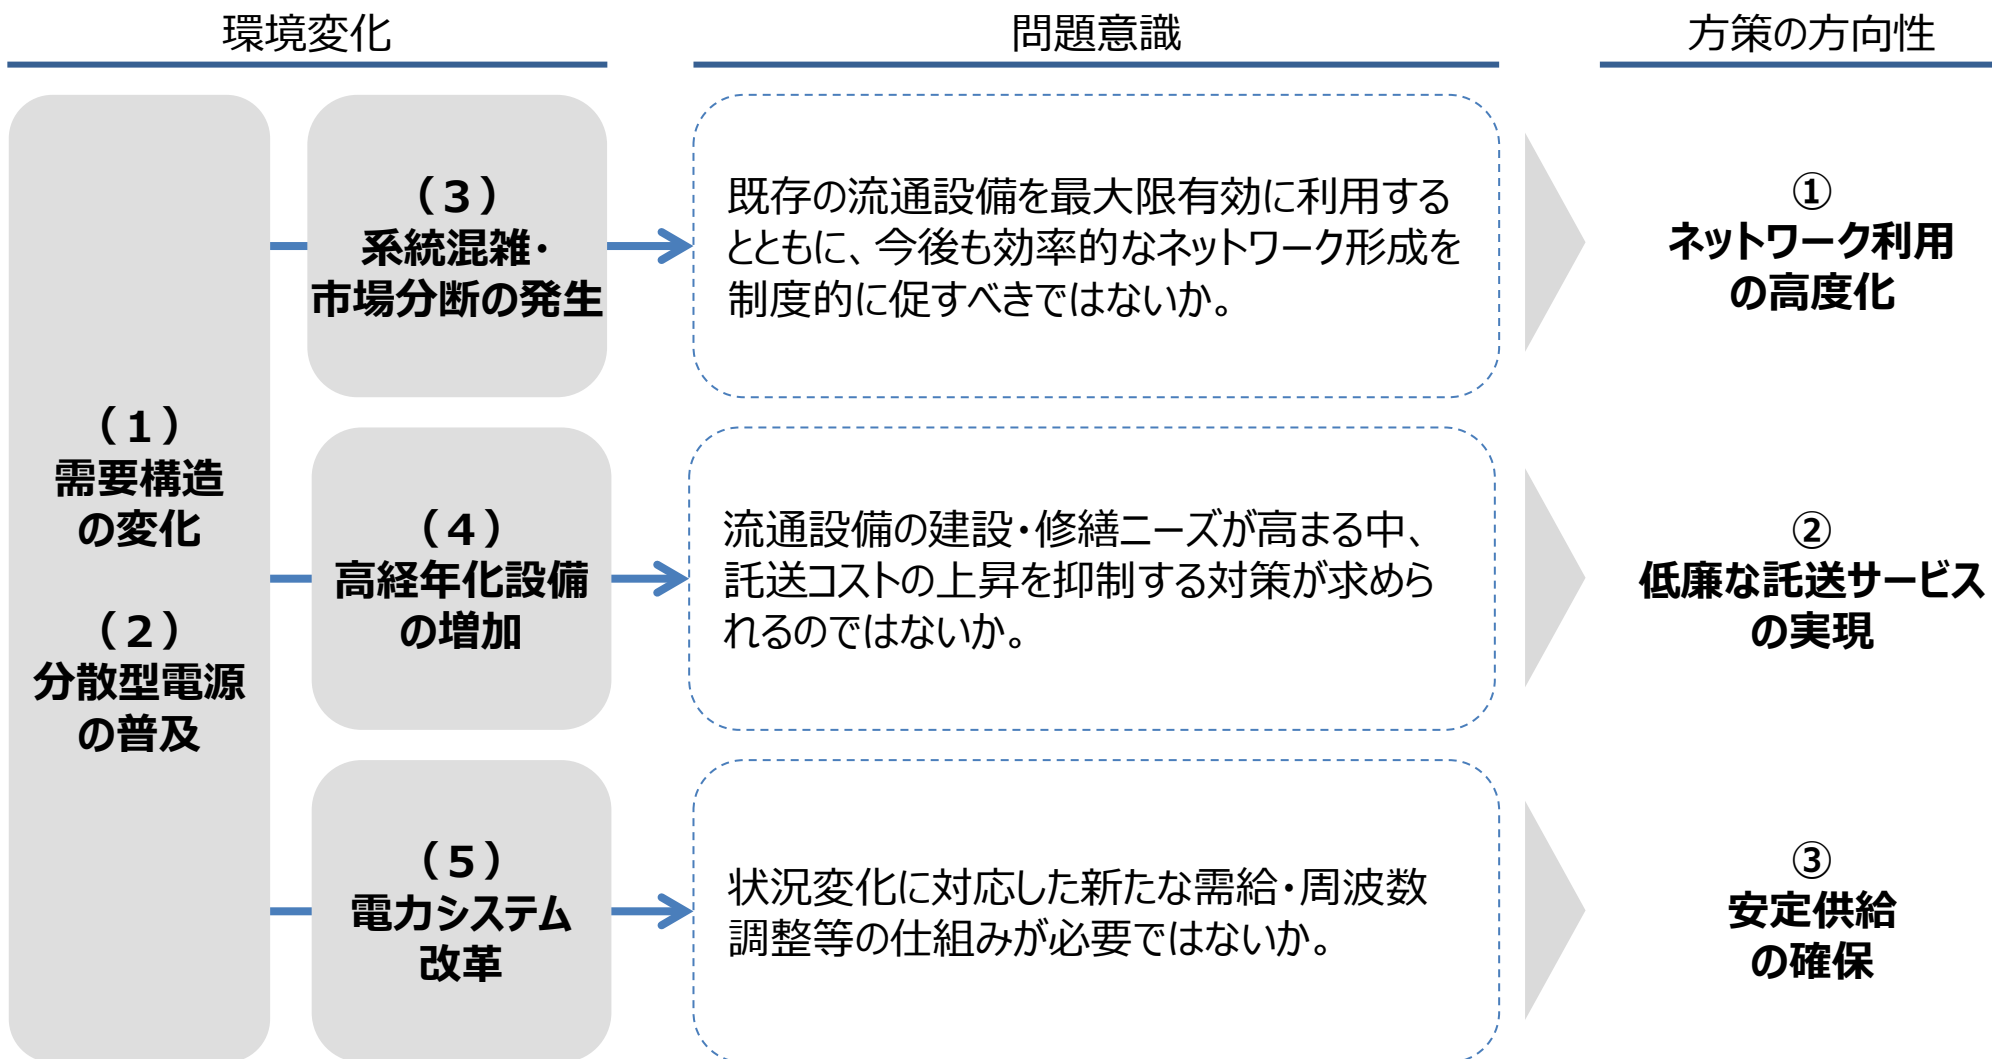 環境変化
問題意識
方策の方向性
（1）
需要構造
の変化
（2）
分散型電源
の普及
（3）
系統混雑・
市場分断の発生
既存の流通設備を最大限有効に利用する
とともに、今後も効率的なネットワーク形成を
制度的に促すべきではないか。
①
ネットワーク利用
の高度化
（4）
高経年化設備
の増加
流通設備の建設・修繕ニーズが高まる中、
託送コストの上昇を抑制する対策が求めら
れるのではないか。
②
低廉な託送サービス
の実現
（5）
電力システム
改革
状況変化に対応した新たな需給・周波数
調整等の仕組みが必要ではないか。
③
安定供給
の確保